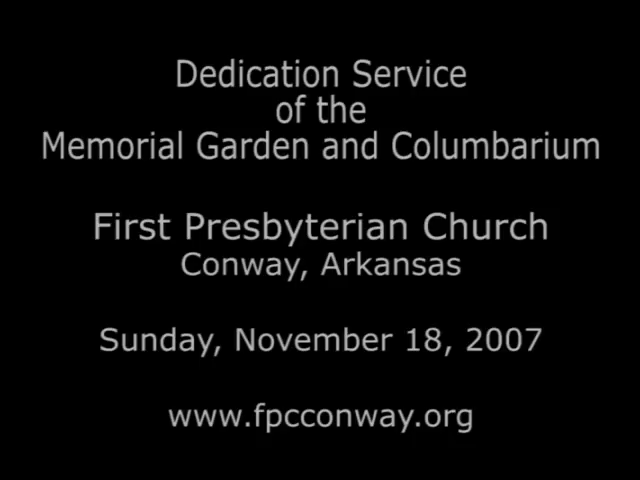 Dedication Service
of the
Memorial Garden and Columbarium
First Presbyterian Church
Conway, Arkansas
Sunday, November 18, 2007
www.fpcconway.org